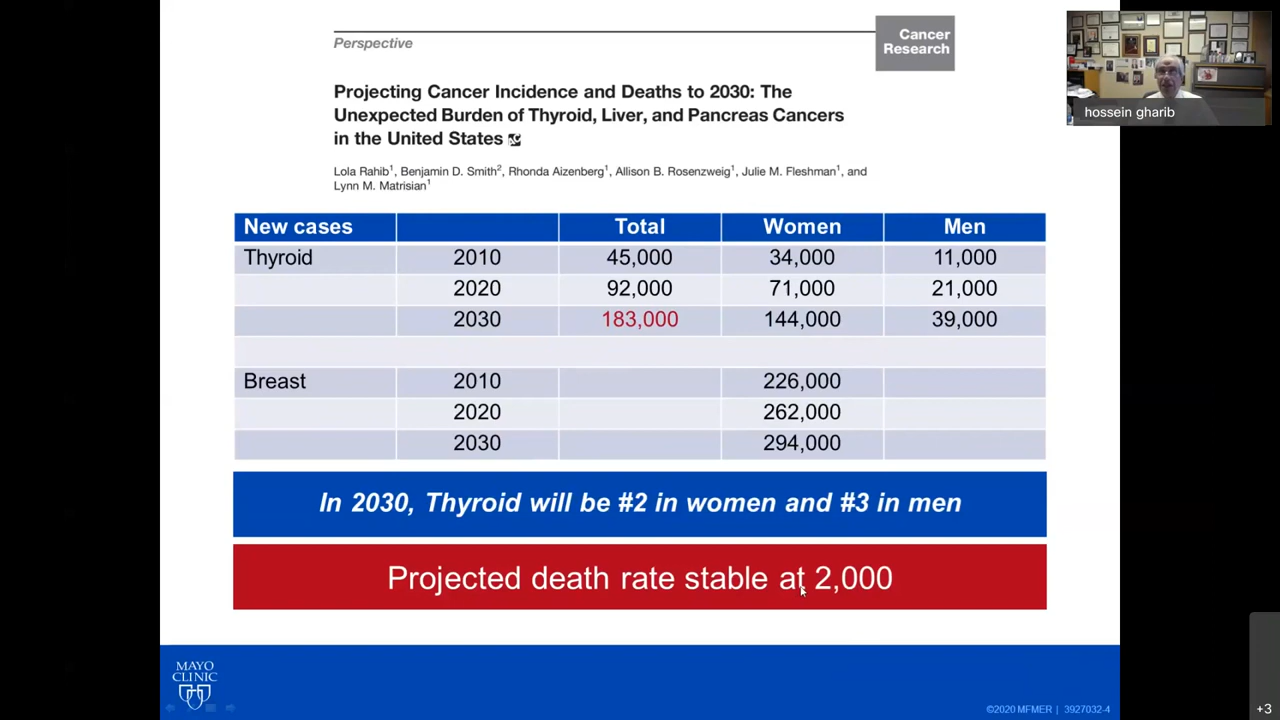 Perspective
Cancer
Research
Projecting Cancer Incidence and Deaths to 2030: The
Unexpected Burden of Thyroid, Liver, and Pancreas Cancers
in the United States
Lola Rahib1, Benjamin D. Smith2, Rhonda Aizenberg1, Allison B. Rosenzweig1, Julie M. Fleshman1, and
Lynn M. Matrisian1
hossein gharib
New cases Total Women Men
Thyroid 2010 45,000 34,000 11,000
2020 92,000 71,000 21,000
2030 183,000 144,000 39,000
Breast 2010 226,000
2020 262,000
2030 294,000
In 2030, Thyroid will be #2 in women and #3 in men
Projected death rate stable at 2,000
MAYO
CLINIC
©2020 MFMER | 3927032-4
+3